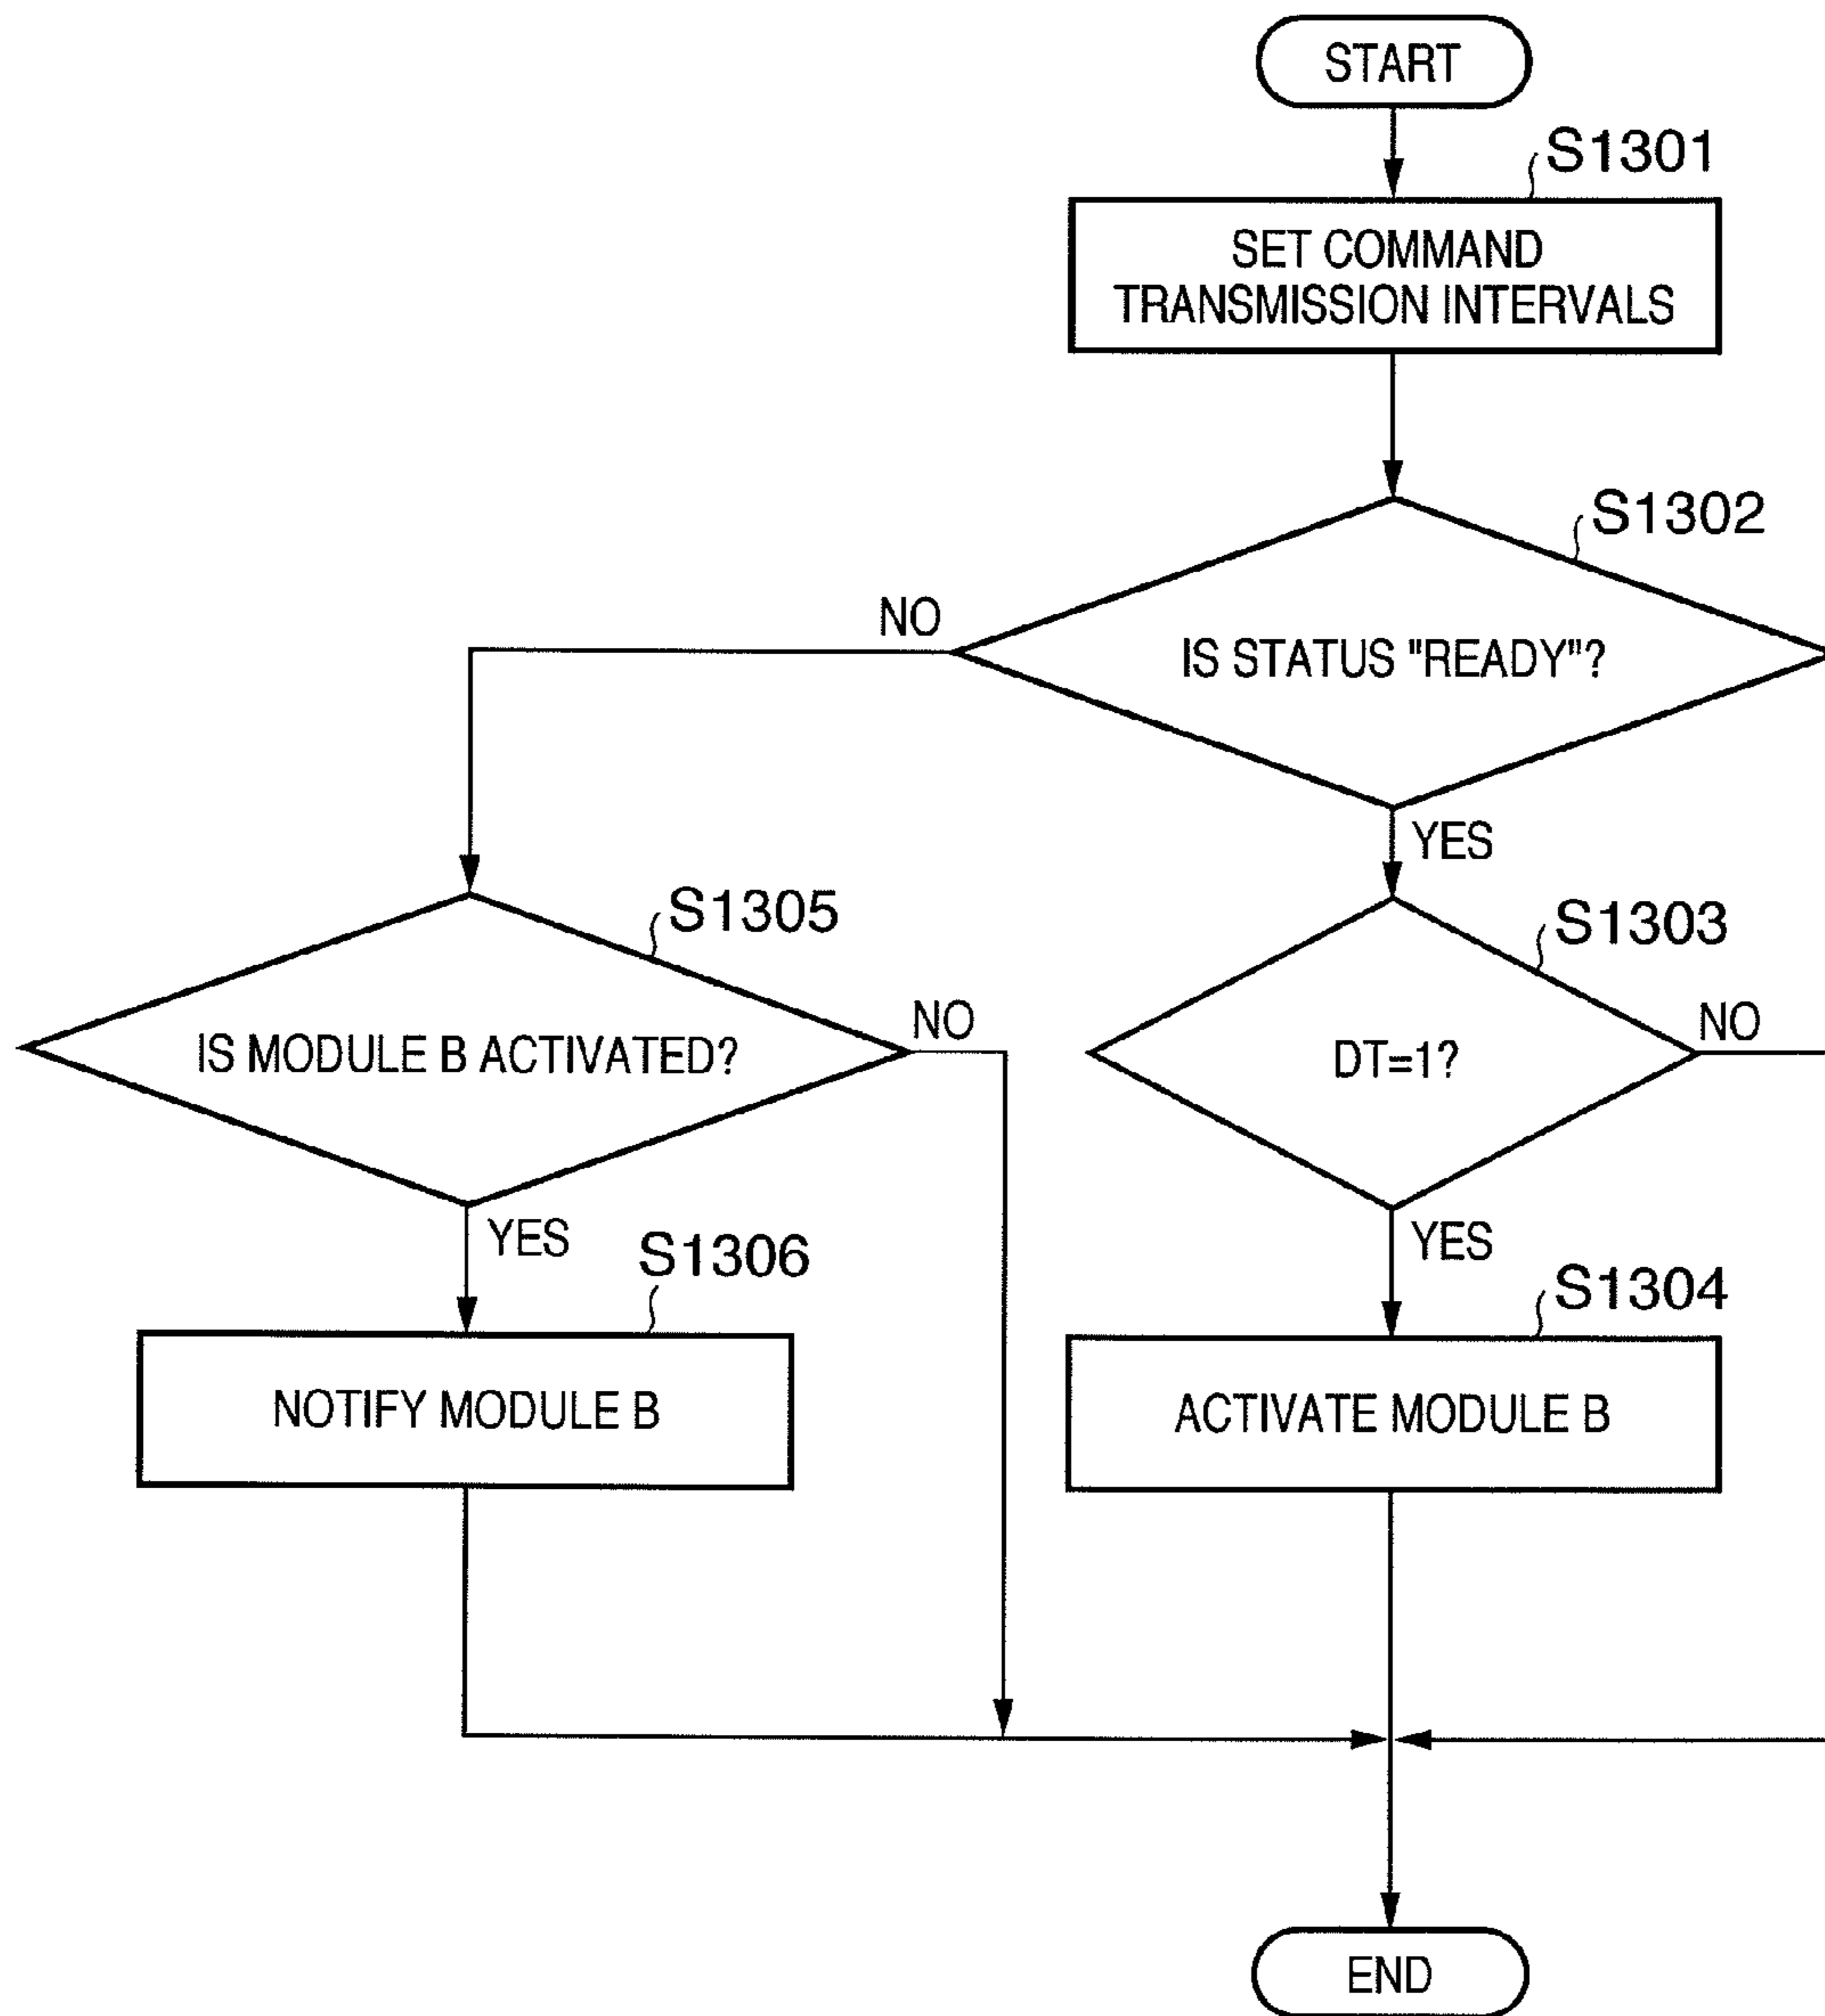 START
S1301
SET COMMAND
TRANSMISSION INTERVALS
S1302
NO
IS STATUS "READY"?
YES
S1305
S1303
IS MODULE B ACTIVATED?
NO
DT=1?
NO
YES
S1306
YES
S1304
NOTIFY MODULE B
ACTIVATE MODULE B
END